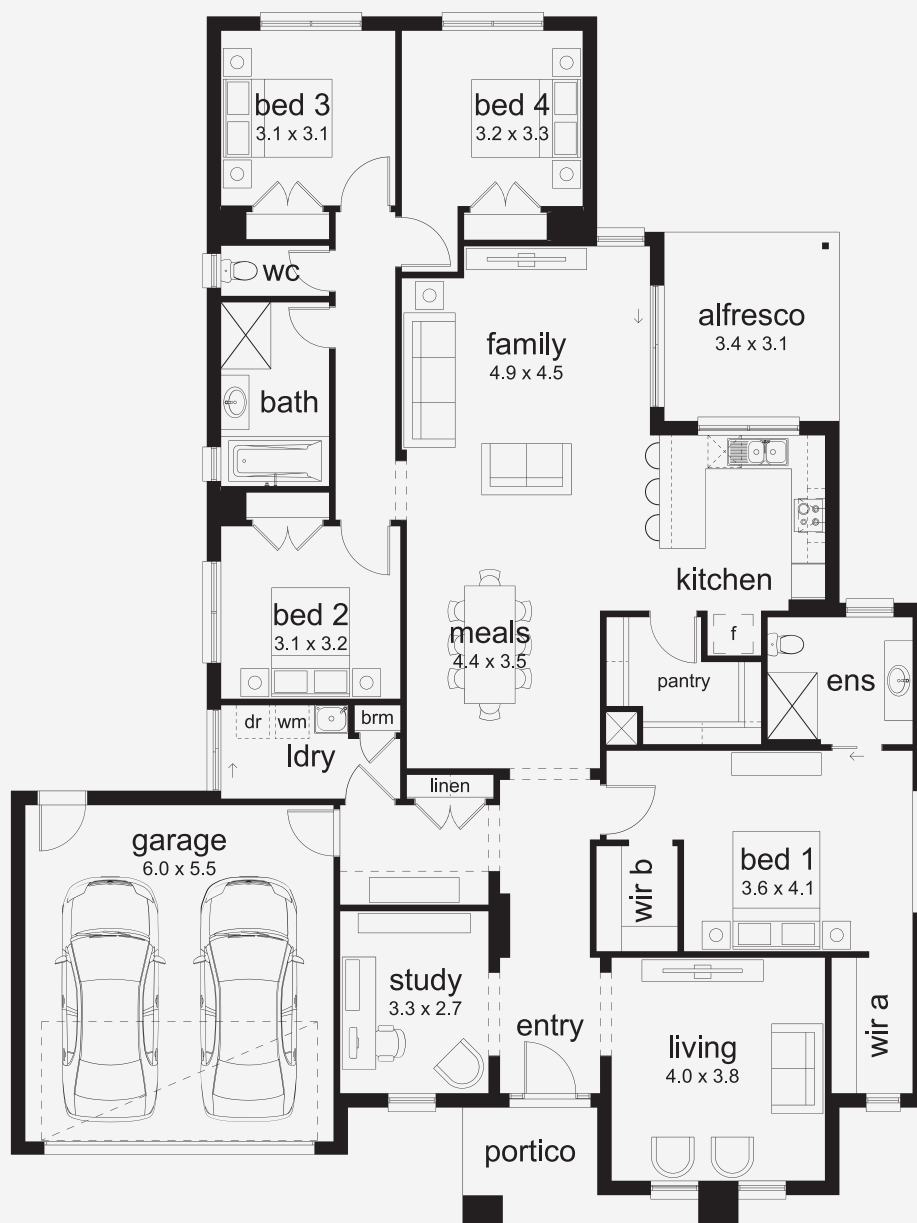 bed 3
3.1 x 3.1
bed 4
3.2 x 3.3
wc
alfresco
3.4 x 3.1
family
4.9 x 4.5
bath
kitchen
bed 2
3.1 x 3.2
meals
4.4 x 3.5
f
pantry
ens
dr
wm
brm
ldry
linen
garage
6.0 x 5.5
bed 1
3.6 x 4.1
wir b
study
3.3 x 2.7
entry
living
4.0 x 3.8
wir a
portico